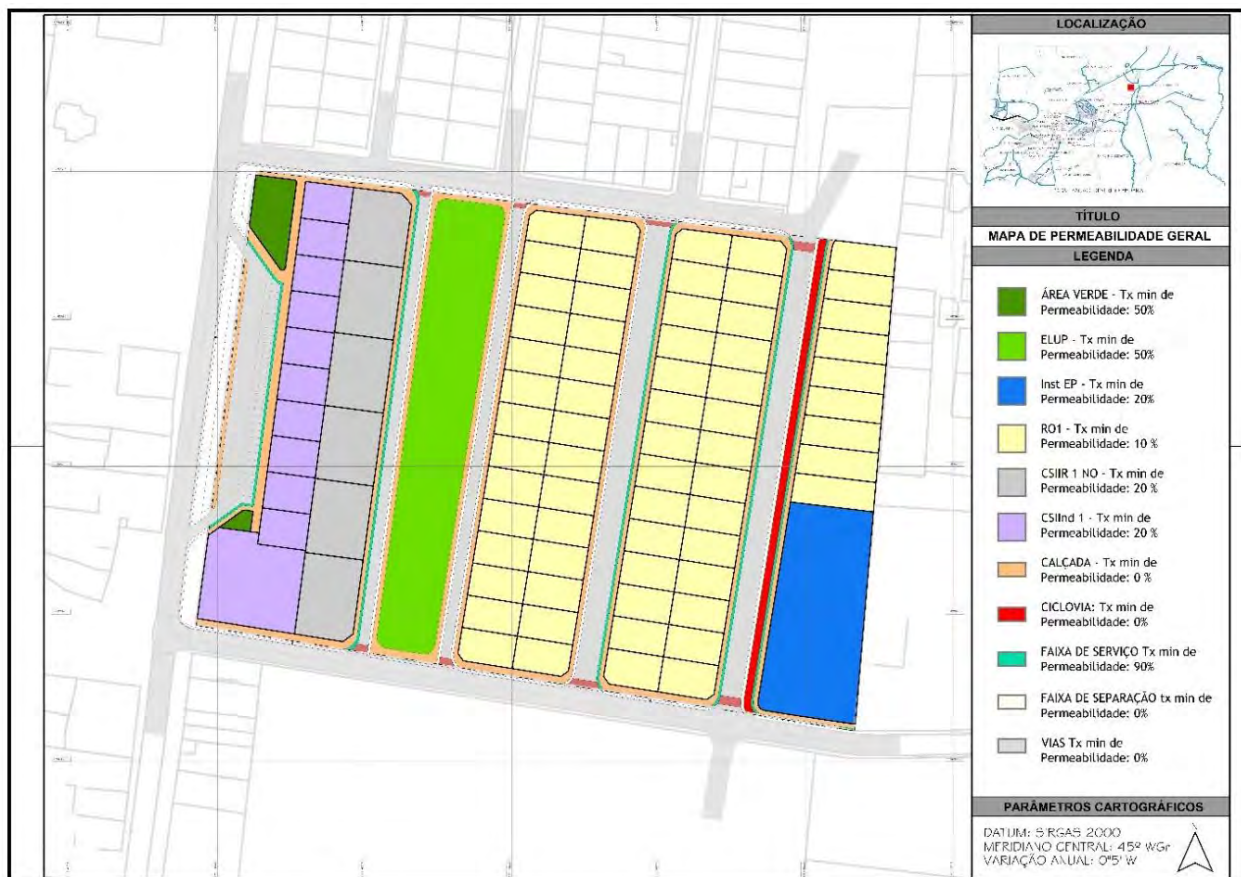 LOCALIZAÇÃO
TÍTULO
MAPA DE PERMEABILIDADE GERAL
LEGENDA
ÁREA VERDE - Tx min de
Permeabilidade: 50%
ELUP - Tx min de
Permeabilidade: 50%
Inst EP - Tx min de
Permeabilidade: 20%
RO1 - Tx min de
Permeabilidade: 10 %
CSIIR 1 NO - Tx min de
Permeabilidade: 20 %
CSIInd 1 - Tx min de
Permeabilidade: 20 %
CALÇADA - Tx min de
Permeabilidade: 0 %
CICLOVIA: Tx min de
Permeabilidade: 0%
FAIXA DE SERVIÇO Tx min de
Permeabilidade: 90%
FAIXA DE SEPARAÇÃO tx min de
Permeabilidade: 0%
VIAS Tx min de
Permeabilidade: 0%
PARÂMETROS CARTOGRÁFICOS
DATUM: SIRGAS 2000
MERIDIANO CENTRAL: 45º WGr
VARIAÇÃO ANUAL: 0º5' W